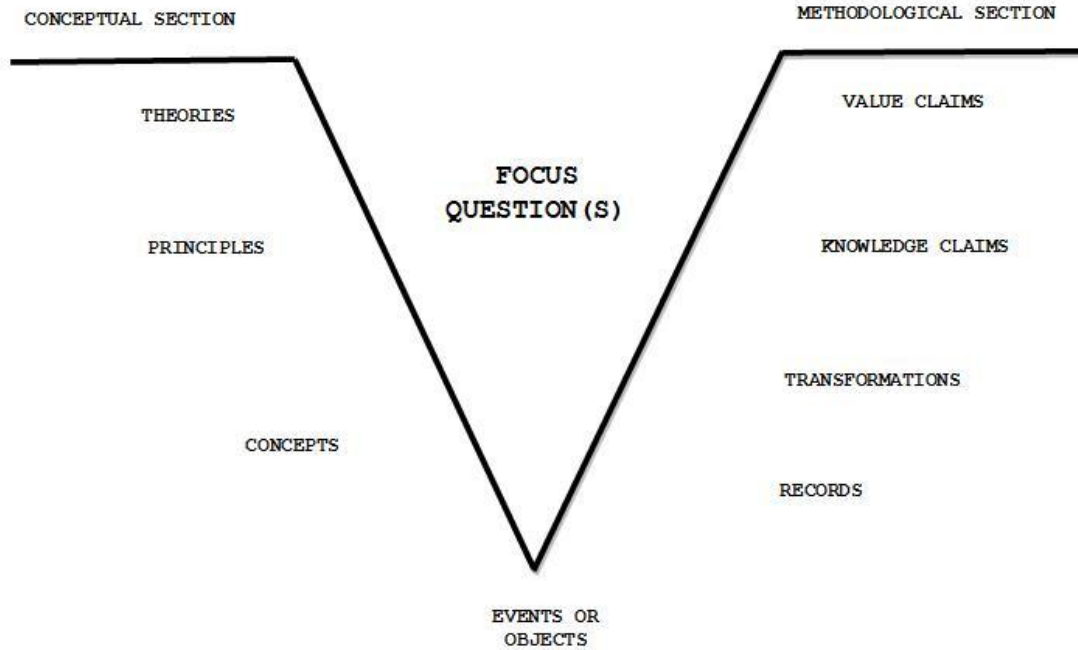 CONCEPTUAL SECTION
METHODOLOGICAL SECTION
THEORIES
VALUE CLAIMS
FOCUS
QUESTION(S)
PRINCIPLES
KNOWLEDGE CLAIMS
TRANSFORMATIONS
CONCEPTS
RECORDS
EVENTS OR
OBJECTS